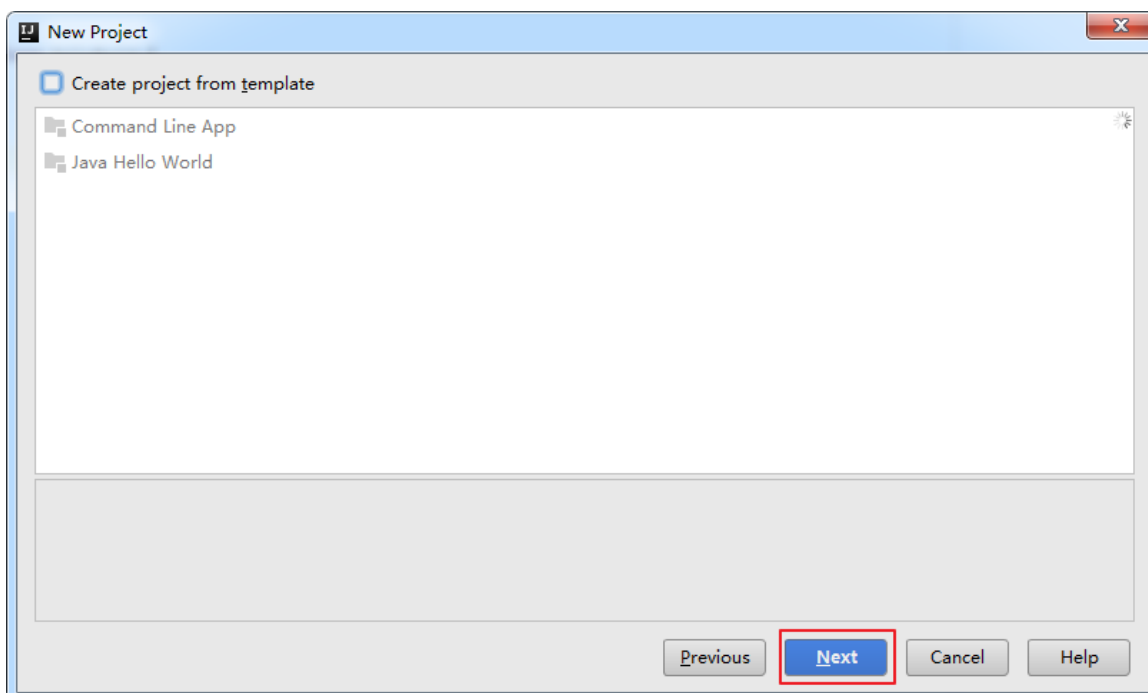 New Project
Create project from template
Command Line App
Java Hello World
Previous Next Cancel Help